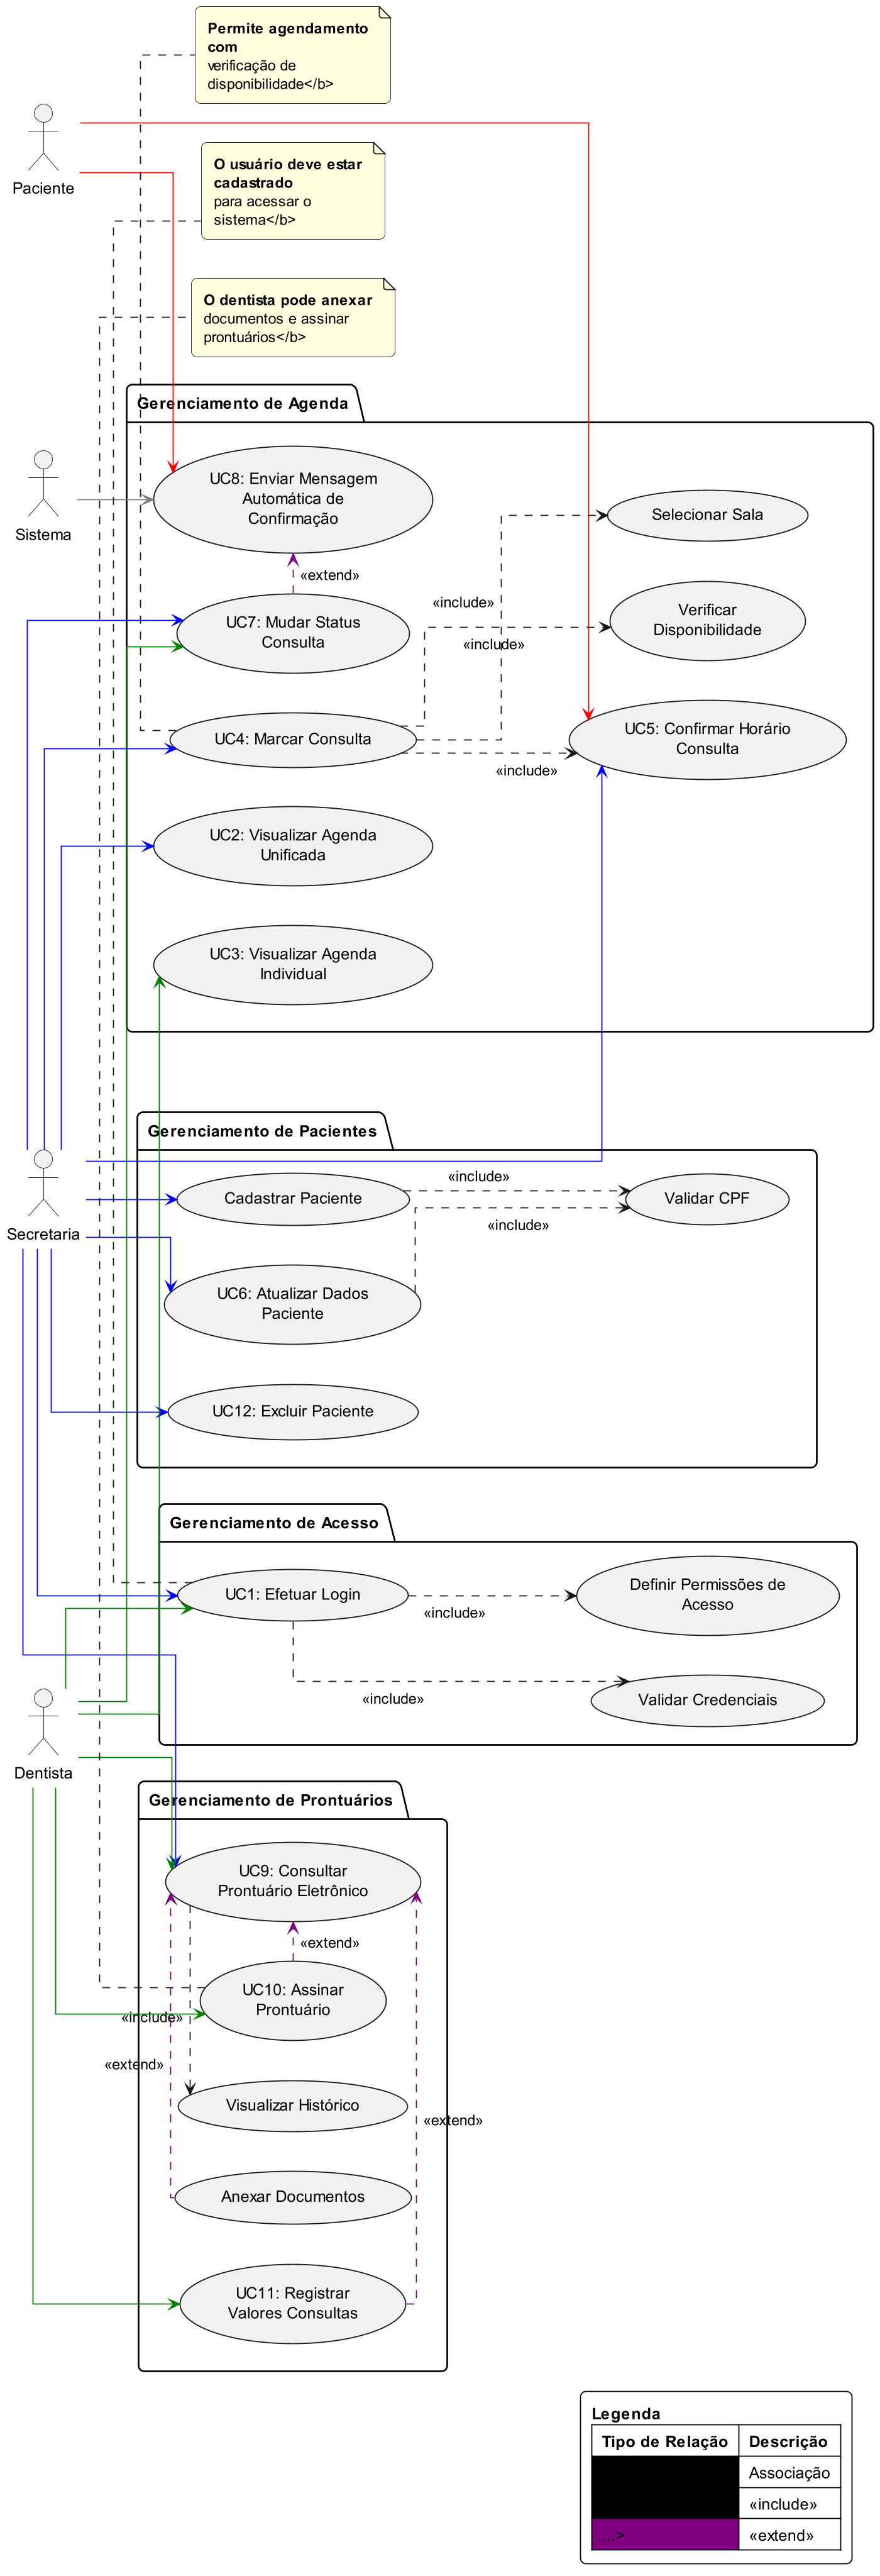 Permite agendamento
com
verificação de
disponibilidade</b>
Paciente
O usuário deve estar
cadastrado
para acessar o
sistema</b>
O dentista pode anexar
documentos e assinar
prontuários</b>
Gerenciamento de Agenda
Sistema
UC8: Enviar Mensagem
Automática de
Confirmação
Selecionar Sala
«extend»
«include»
UC7: Mudar Status
Consulta
Verificar
Disponibilidade
«include»
UC4: Marcar Consulta
UC5: Confirmar Horário
Consulta
«include»
UC2: Visualizar Agenda
Unificada
UC3: Visualizar Agenda
Individual
Gerenciamento de Pacientes
Secretaria
Cadastrar Paciente
«include»
Validar CPF
«include»
UC6: Atualizar Dados
Paciente
UC12: Excluir Paciente
Gerenciamento de Acesso
UC1: Efetuar Login
«include»
Definir Permissões de
Acesso
«include»
Validar Credenciais
Dentista
Gerenciamento de Prontuários
UC9: Consultar
Prontuário Eletrônico
«extend»
UC10: Assinar
Prontuário
«include»
«extend»
Visualizar Histórico
«extend»
Anexar Documentos
UC11: Registrar
Valores Consultas
Legenda
Tipo de Relação Descrição
Associação
«include»
....> «extend»